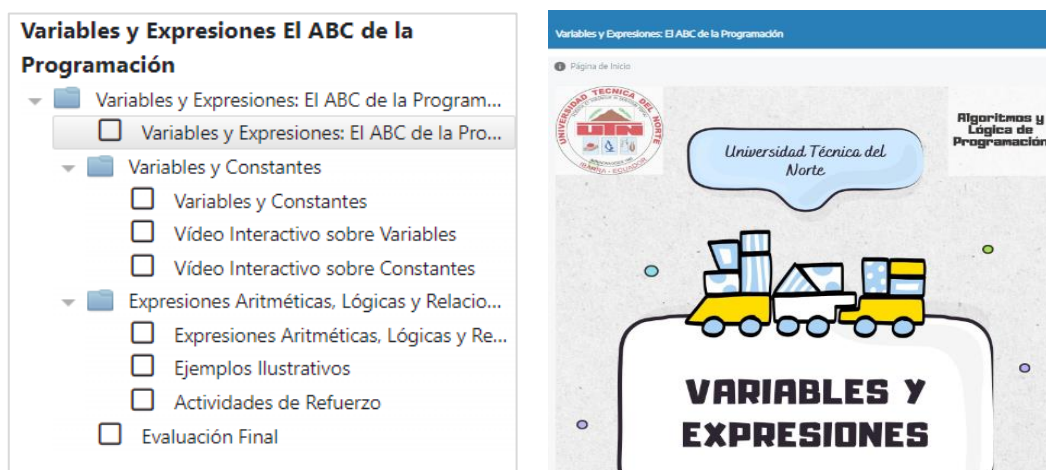 Variables y Expresiones El ABC de la
Programación
Variables y Expresiones: El ABC de la Program...
Variables y Expresiones: El ABC de la Pro...
Variables y Constantes
Variables y Constantes
Vídeo Interactivo sobre Variables
Vídeo Interactivo sobre Constantes
Expresiones Aritméticas, Lógicas y Relacio...
Expresiones Aritméticas, Lógicas y Re...
Ejemplos Ilustrativos
Actividades de Refuerzo
Evaluación Final
Variables y Expresiones: El ABC de la Programación
Página de Inicio
UNIVERSIDAD TECNICA DEL NORTE
UTN
IBARRA - ECUADOR
Algoritmos y
Lógica de
Programación
Universidad Técnica del
Norte
VARIABLES Y
EXPRESIONES